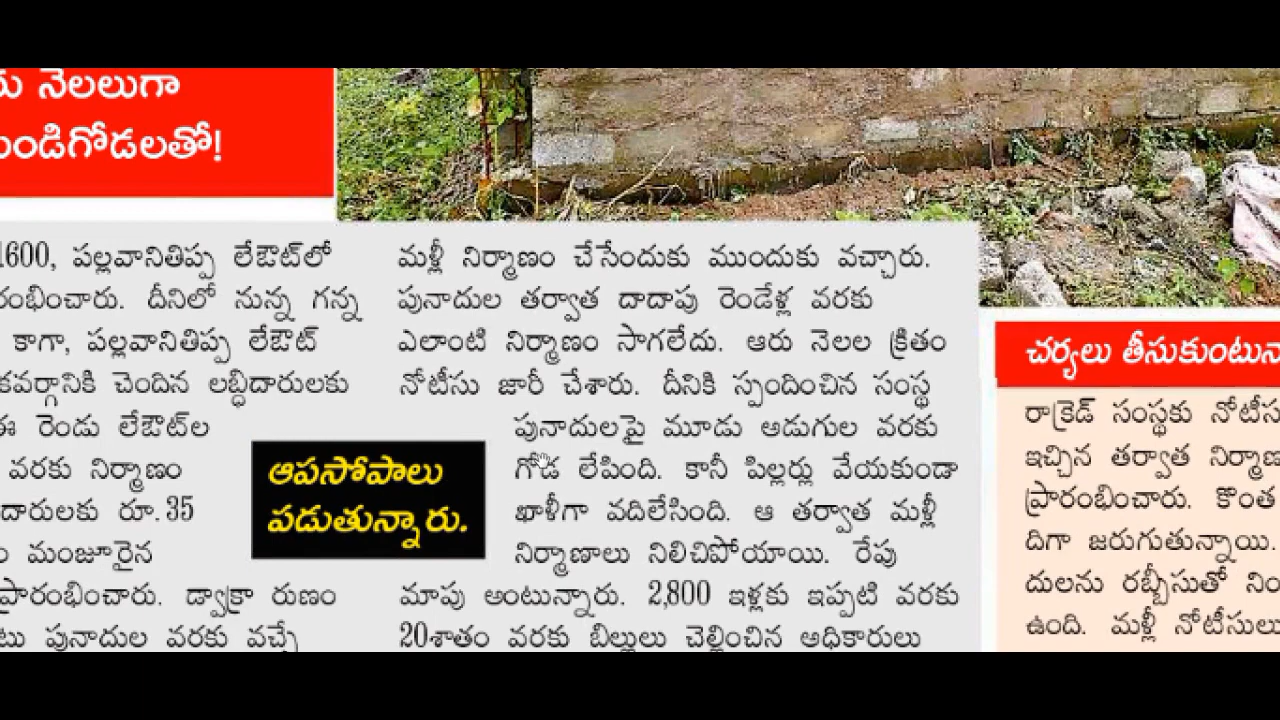 నెలలుగా
గోడలతో!
1600, పల్లవానితిప్ప లేఔట్‌లో
రంభించారు. దీనిలో నున్న గన్న
కాగా, పల్లవానితిప్ప లేఔట్
కవర్గానికి చెందిన లబ్ధిదారులకు
ఈ రెండు లేఔట్‌ల
వరకు నిర్మాణం
దారులకు రూ.35
మంజూరైన
ప్రారంభించారు. డ్వాక్రా రుణం
టు పునాదుల వరకు వచ్చే
ఆపసోపాలు
పడుతున్నారు.
మళ్లీ నిర్మాణం చేసేందుకు ముందుకు వచ్చారు.
పునాదుల తర్వాత దాదాపు రెండేళ్ల వరకు
ఎలాంటి నిర్మాణం సాగలేదు. ఆరు నెలల క్రితం
నోటీసు జారీ చేశారు. దీనికి స్పందించిన సంస్థ
పునాదులపై మూడు అడుగుల వరకు
గోడ లేపింది. కానీ పిల్లర్లు వేయకుండా
ఖాళీగా వదిలేసింది. ఆ తర్వాత మళ్లీ
నిర్మాణాలు నిలిచిపోయాయి. రేపు
మాపు అంటున్నారు. 2,800 ఇళ్లకు ఇప్పటి వరకు
20శాతం వరకు బిల్లులు చెల్లించిన అధికారులు
చర్యలు తీసుకుంటున
రాక్రెడ్ సంస్థకు నోటీస
ఇచ్చిన తర్వాత నిర్మాణ
ప్రారంభించారు. కొంత
దిగా జరుగుతున్నాయి.
దులను రబ్బీసుతో నిం
ఉంది. మళ్లీ నోటీసులు